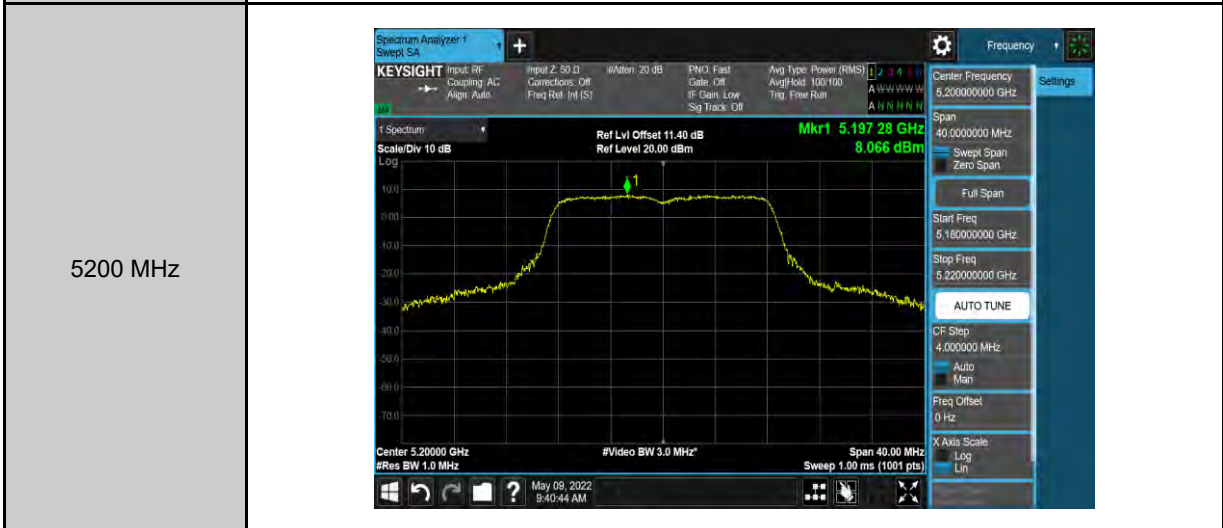 5200 MHz
Spectrum Analyzer 1
Swept SA
+
Frequency
KEYSIGHT
Input: RF
Coupling: AC
Align: Auto
Input Z: 50 Ω
Corrections: Off
Freq Ref: Int (S)
#Atten: 20 dB
PNO: Fast
Gate: Off
IF Gain: Low
Sig Track: Off
Avg Type: Power (RMS)
Avg|Hold: 100/100
Trig: Free Run
1 2 3 4 5 6
A W W W W W
A N N N N N
1 Spectrum
Scale/Div 10 dB
Log
Ref Lvl Offset 11.40 dB
Ref Level 20.00 dBm
Mkr1 5.197 28 GHz
8.066 dBm
1
10.0
0.00
-10.0
-20.0
-30.0
-40.0
-50.0
-60.0
-70.0
Center 5.20000 GHz
#Res BW 1.0 MHz
#Video BW 3.0 MHz*
Span 40.00 MHz
Sweep 1.00 ms (1001 pts)
Center Frequency
5.200000000 GHz
Settings
Span
40.0000000 MHz
Swept Span
Zero Span
Full Span
Start Freq
5.180000000 GHz
Stop Freq
5.220000000 GHz
AUTO TUNE
CF Step
4.000000 MHz
Auto
Man
Freq Offset
0 Hz
X Axis Scale
Log
Lin
?
May 09, 2022
9:40:44 AM